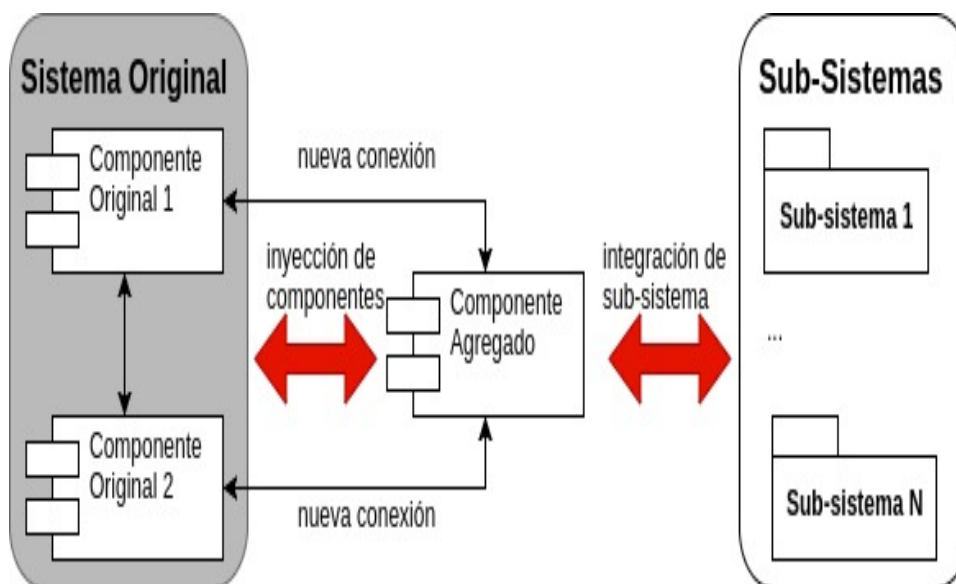 Sistema Original
Componente
Original 1
Componente
Original 2
nueva conexión
inyección de
componentes
Componente
Agregado
nueva conexión
integración de
sub-sistema
Sub-Sistemas
Sub-sistema 1
...
Sub-sistema N